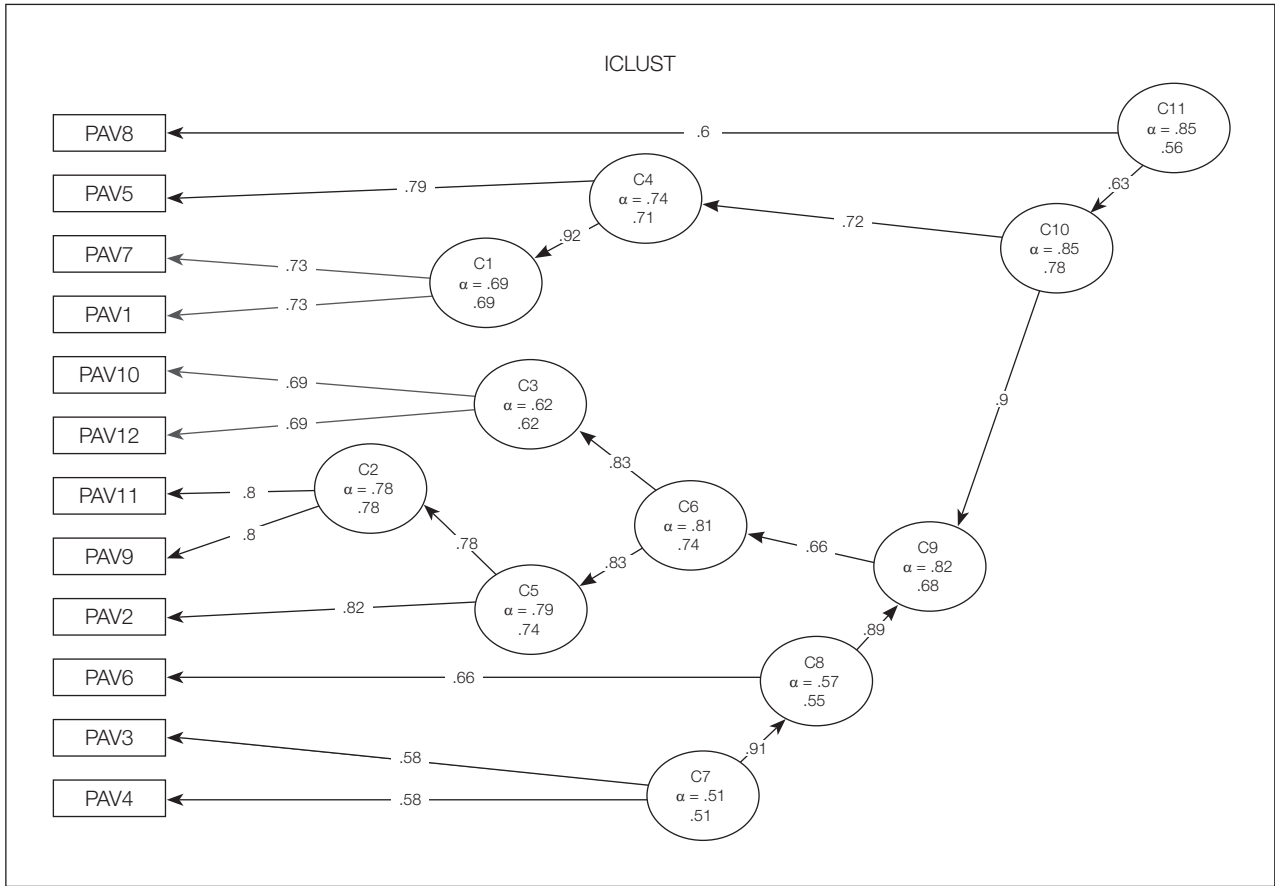 ICLUST
PAV8
.6
C11
α = .85
.56
PAV5
.79
C4
α = .74
.71
.63
.72
C10
α = .85
.78
PAV7
.73
.92
C1
α = .69
.69
PAV1
.73
PAV10
.69
C3
α = .62
.62
.9
PAV12
.69
.83
PAV11
.8
C2
α = .78
.78
PAV9
.8
.78
C6
α = .81
.74
.66
C9
α = .82
.68
.83
PAV2
.82
C5
α = .79
.74
.89
PAV6
.66
C8
α = .57
.55
PAV3
.58
.91
C7
α = .51
.51
PAV4
.58